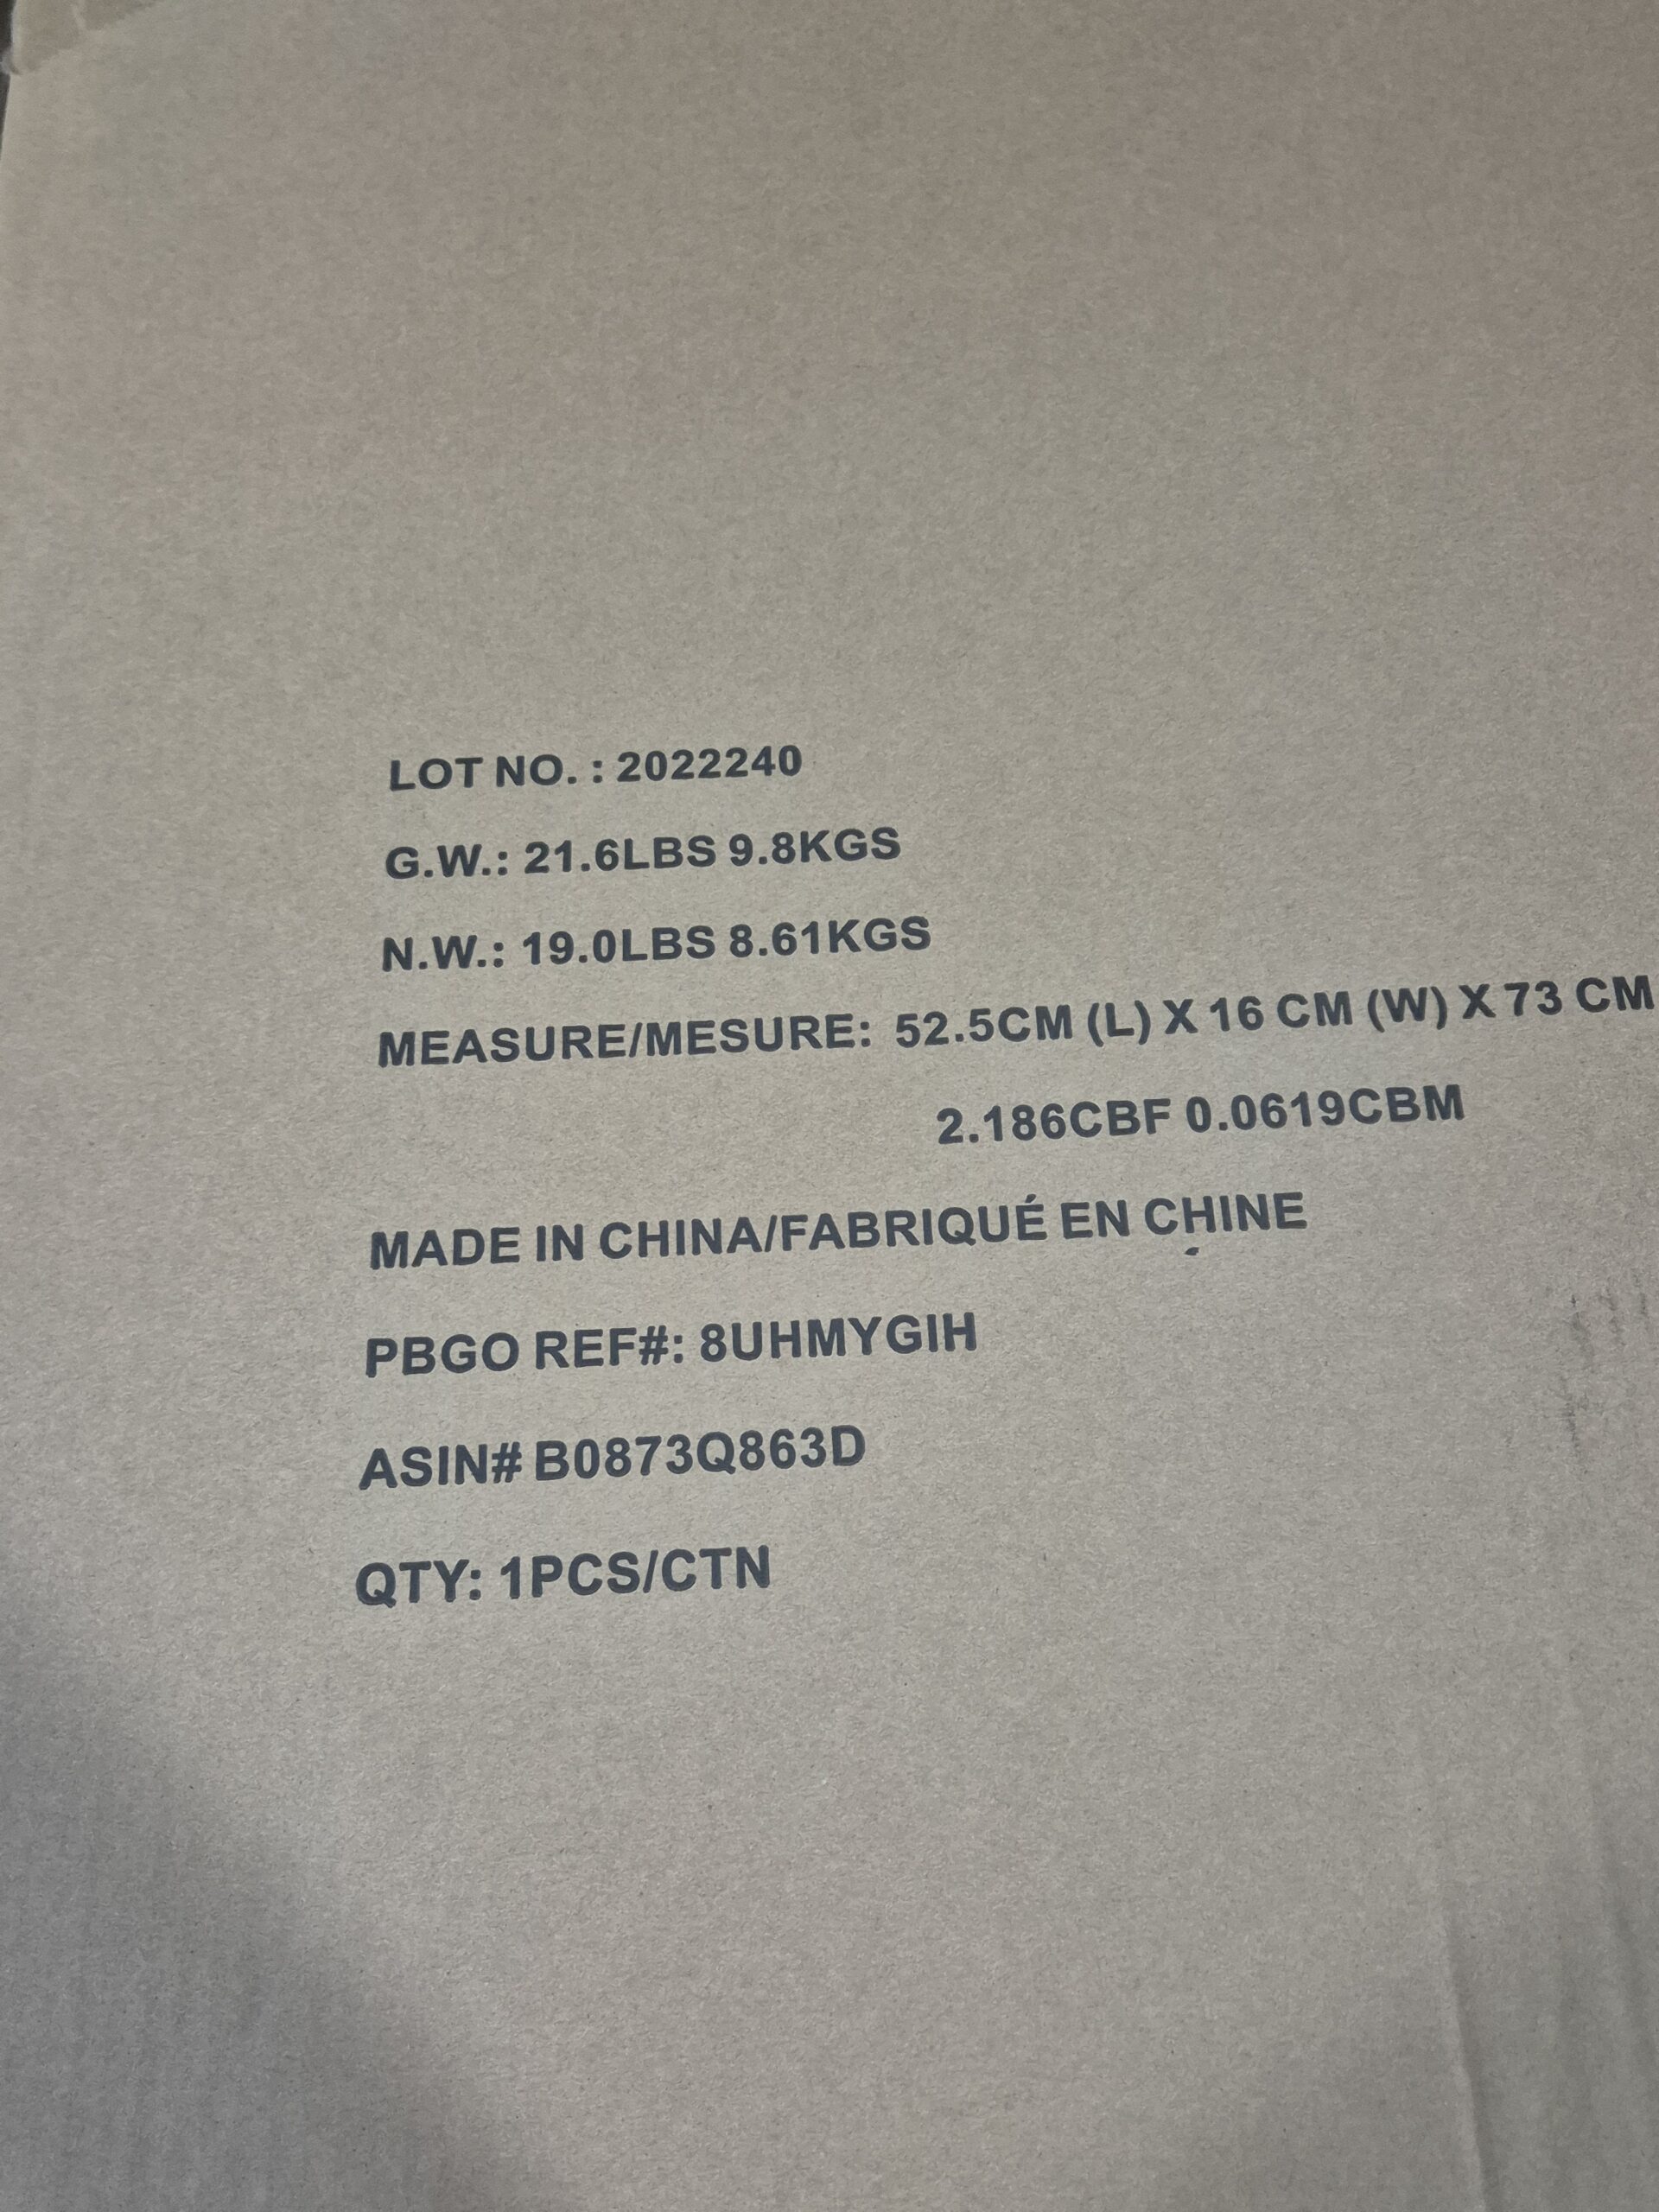 LOT NO. : 2022240
G.W.: 21.6LBS 9.8KGS
N.W.: 19.0LBS 8.61KGS
MEASURE/MESURE: 52.5CM (L) X 16 CM (W) X 73 CM
2.186CBF 0.0619CBM
MADE IN CHINA/FABRIQUÉ EN CHINE
PBGO REF#: 8UHMYGIH
ASIN# B0873Q863D
QTY: 1PCS/CTN